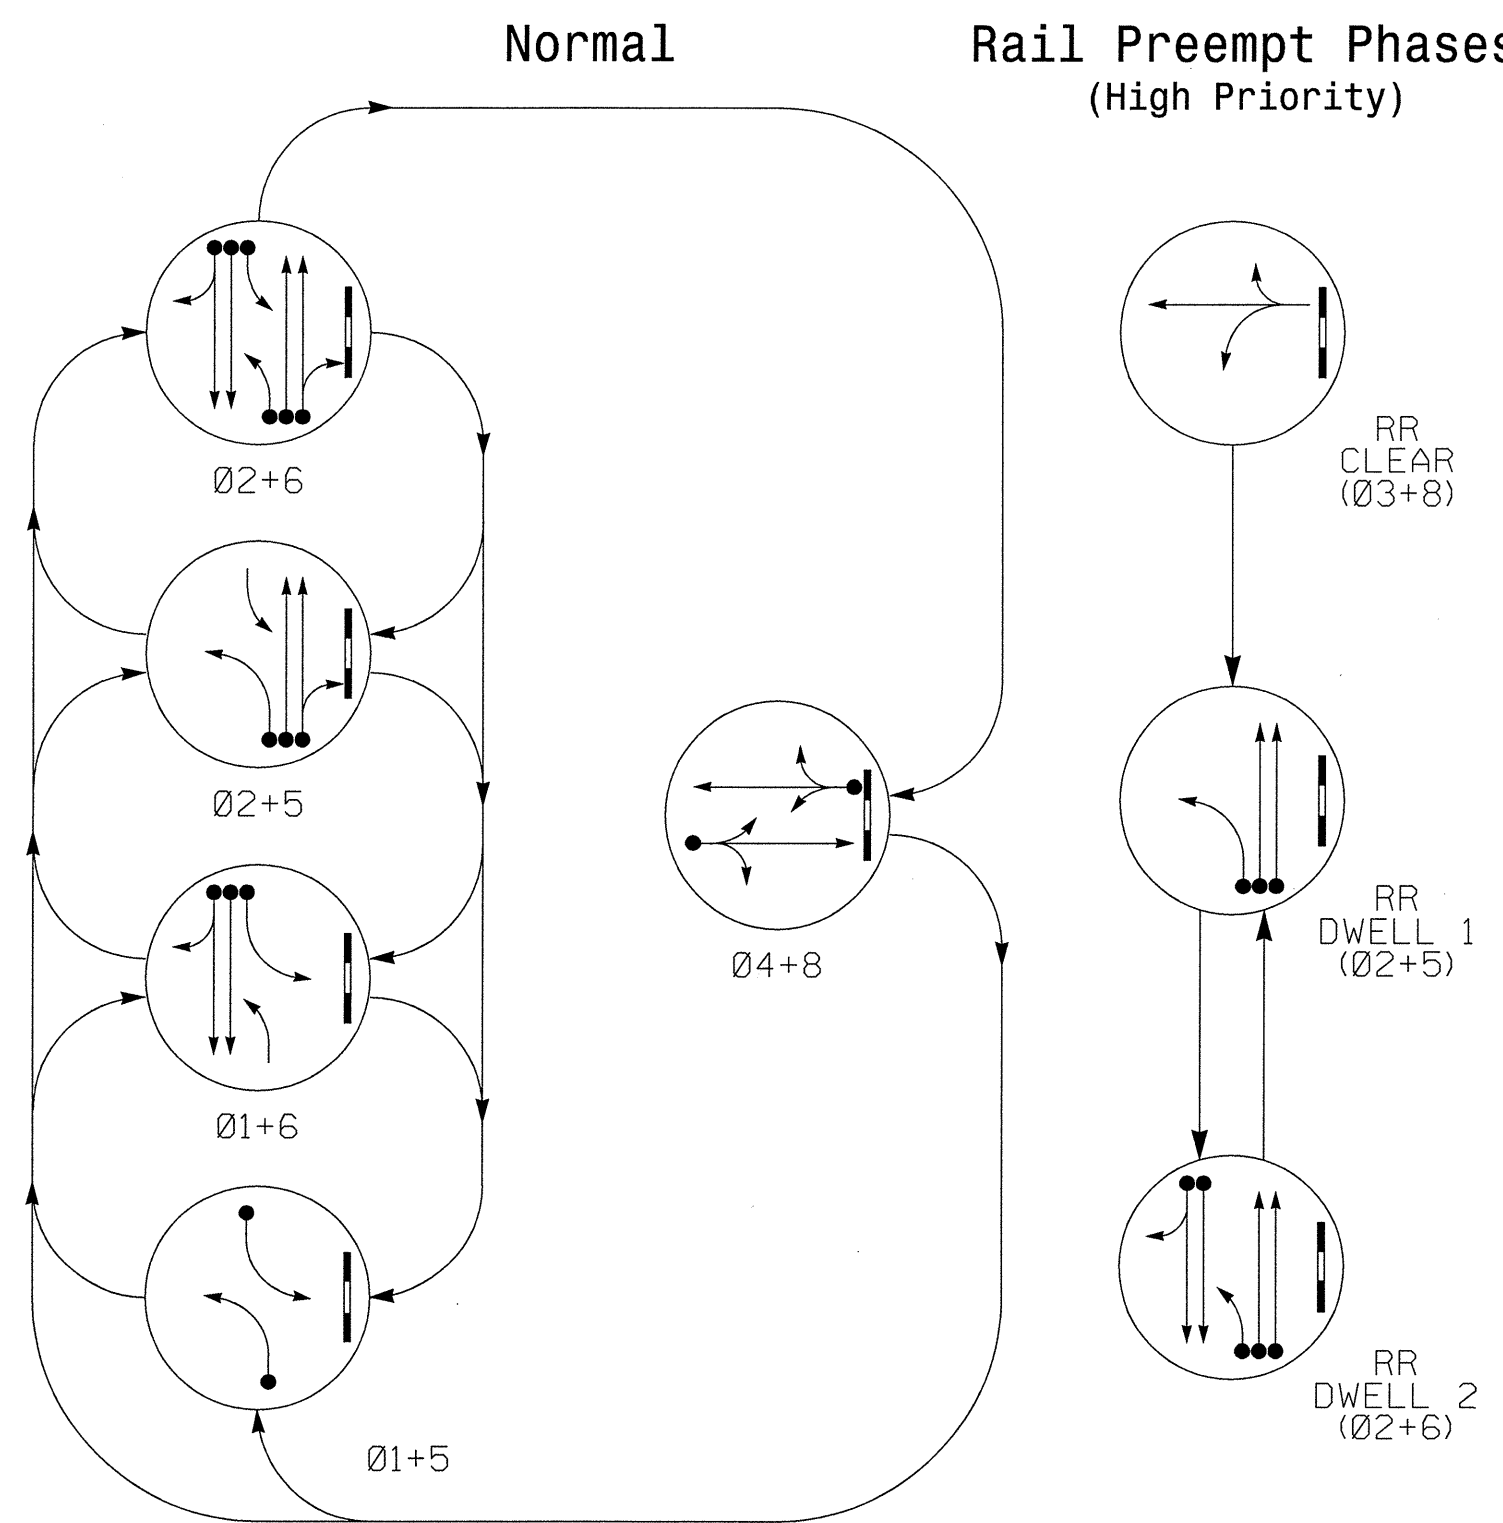 Normal
Rail Preempt Phases
(High Priority)
Ø2+6
Ø2+5
Ø1+6
Ø1+5
Ø4+8
RR
CLEAR
(Ø3+8)
RR
DWELL 1
(Ø2+5)
RR
DWELL 2
(Ø2+6)